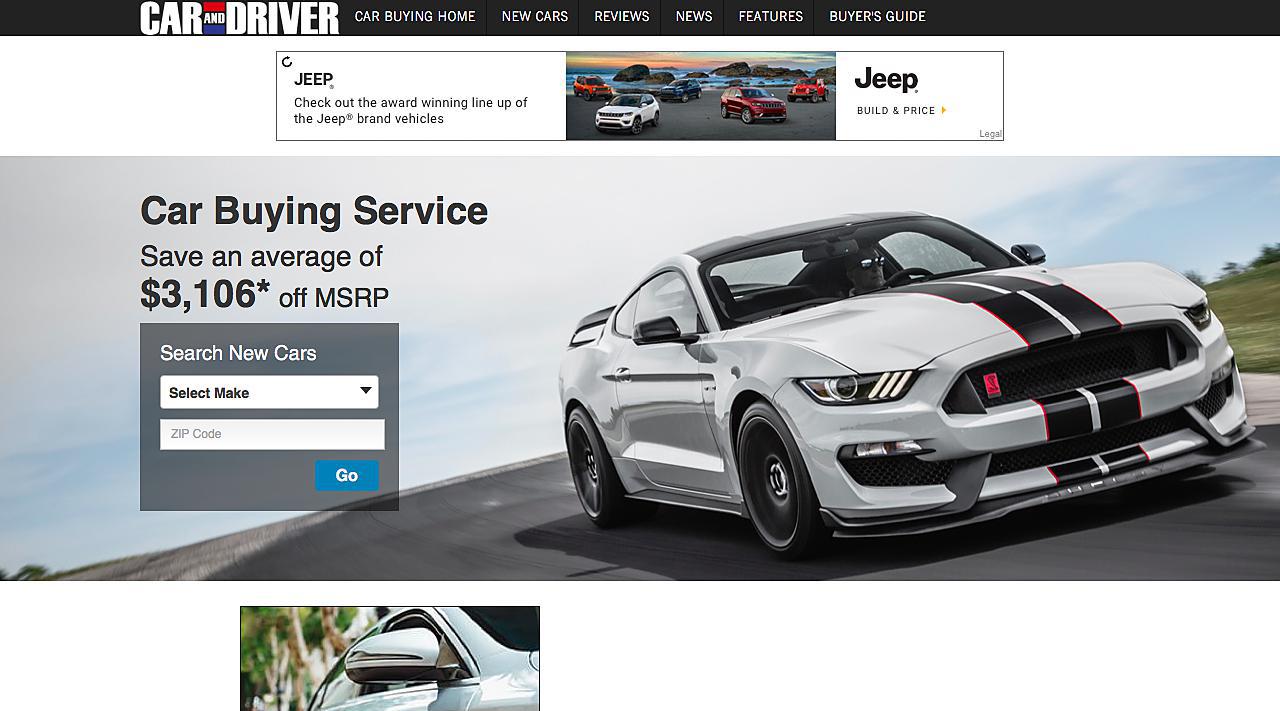 CAR AND DRIVER
CAR BUYING HOME
NEW CARS
REVIEWS
NEWS
FEATURES
BUYER'S GUIDE
JEEP®
Check out the award winning line up of
the Jeep® brand vehicles
Jeep®
BUILD & PRICE
Legal
Car Buying Service
Save an average of
$3,106* off MSRP
Search New Cars
Select Make
ZIP Code
Go